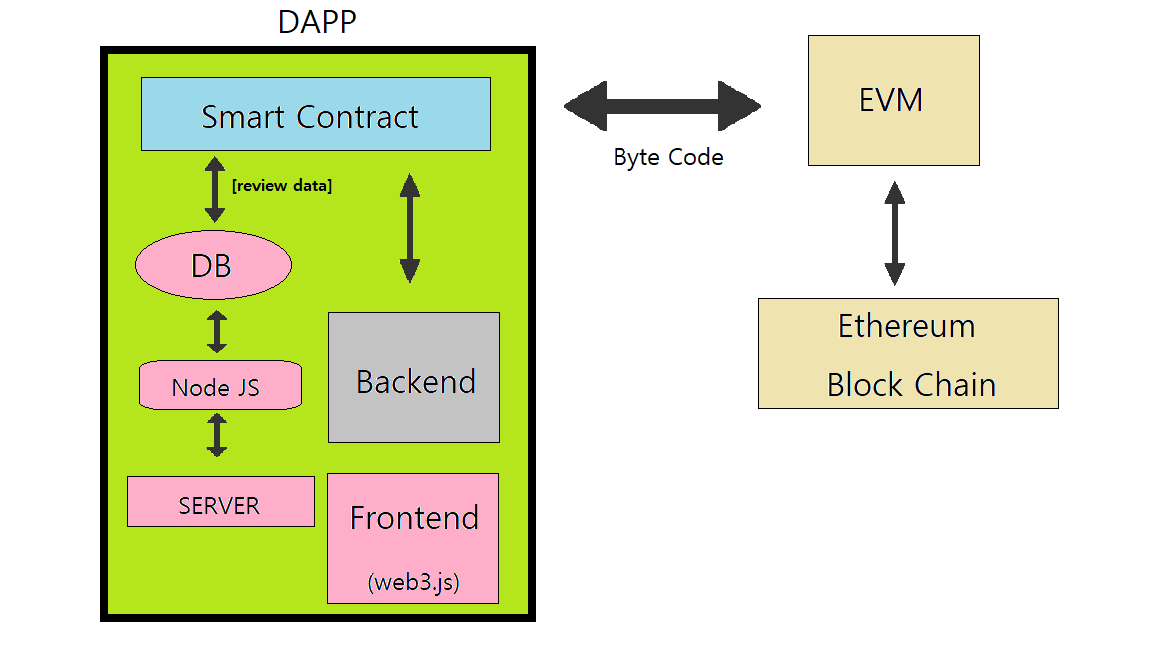 DAPP
Smart Contract
[review data]
DB
Node JS
SERVER
Backend
Frontend
(web3.js)
Byte Code
EVM
Ethereum
Block Chain